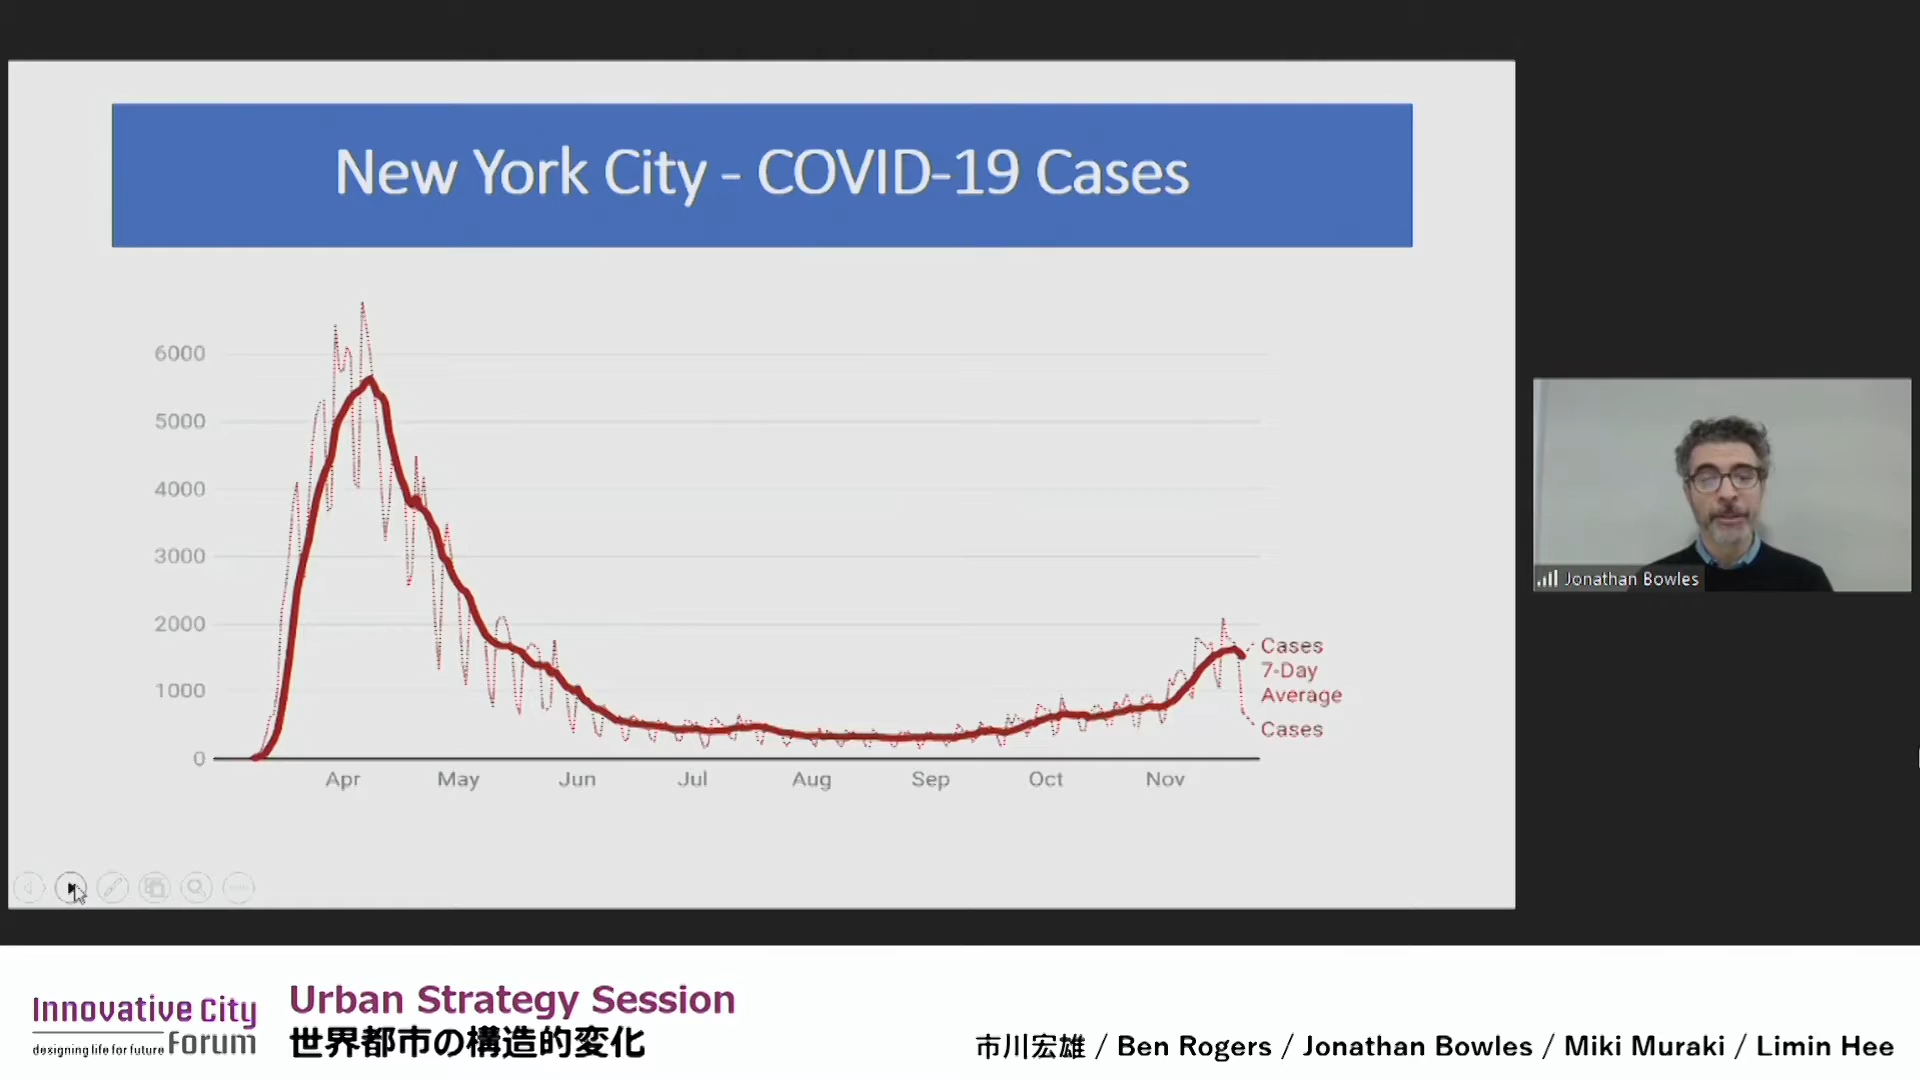 New York City - COVID-19 Cases
6000
5000
4000
3000
2000
1000
0
Apr May Jun Jul Aug Sep Oct Nov
Cases
7-Day
Average
Cases
Jonathan Bowles
Innovative City
Forum
designing life for future
Urban Strategy Session
世界都市の構造的変化
市川宏雄 / Ben Rogers / Jonathan Bowles / Miki Muraki / Limin Hee